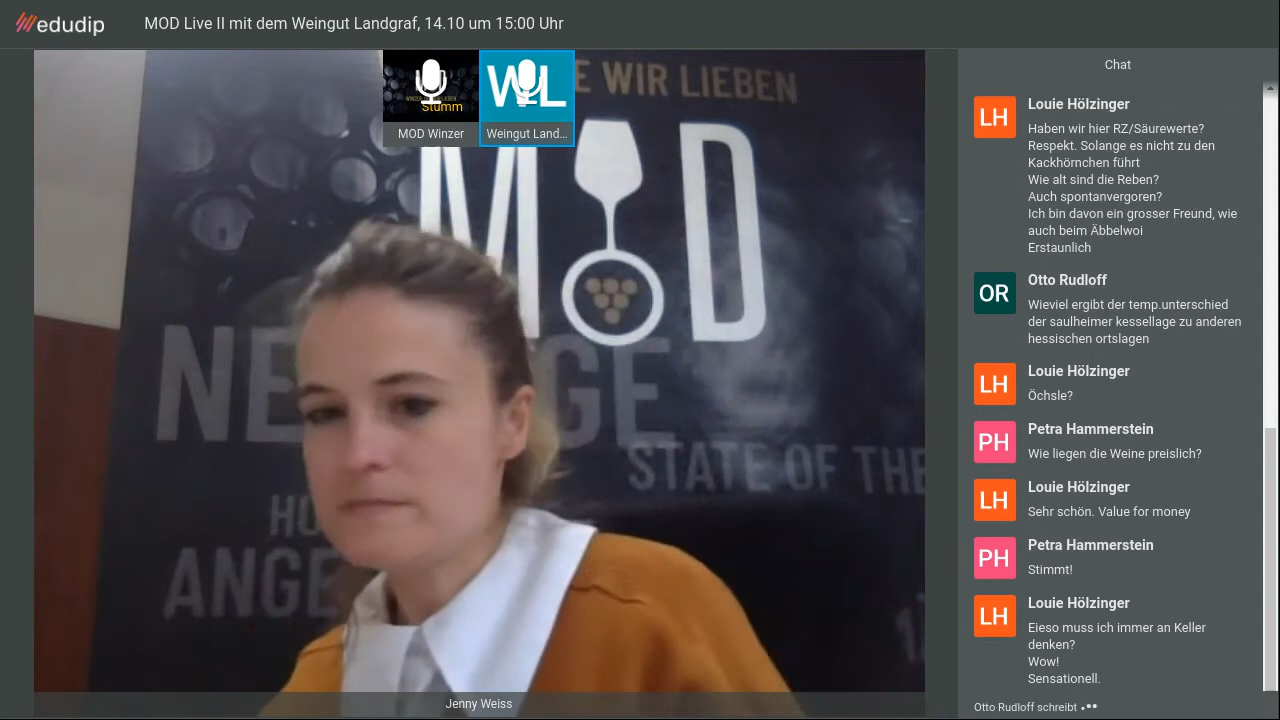 edudip
MOD Live II mit dem Weingut Landgraf, 14.10 um 15:00 Uhr
E WIR LIEBEN
WL
Stumm
MOD Winzer
Weingut Land...
MOD
STATE OF THE
ANGE
Jenny Weiss
Chat
LH
Louie Hölzinger
Haben wir hier RZ/Säurewerte?
Respekt. Solange es nicht zu den
Kackhörnchen führt
Wie alt sind die Reben?
Auch spontanvergoren?
Ich bin davon ein grosser Freund, wie
auch beim Äbbelwoi
Erstaunlich
OR
Otto Rudloff
Wieviel ergibt der temp.unterschied
der saulheimer kessellage zu anderen
hessischen ortslagen
LH
Louie Hölzinger
Öchsle?
PH
Petra Hammerstein
Wie liegen die Weine preislich?
LH
Louie Hölzinger
Sehr schön. Value for money
PH
Petra Hammerstein
Stimmt!
LH
Louie Hölzinger
Eieso muss ich immer an Keller
denken?
Wow!
Sensationell.
Otto Rudloff schreibt